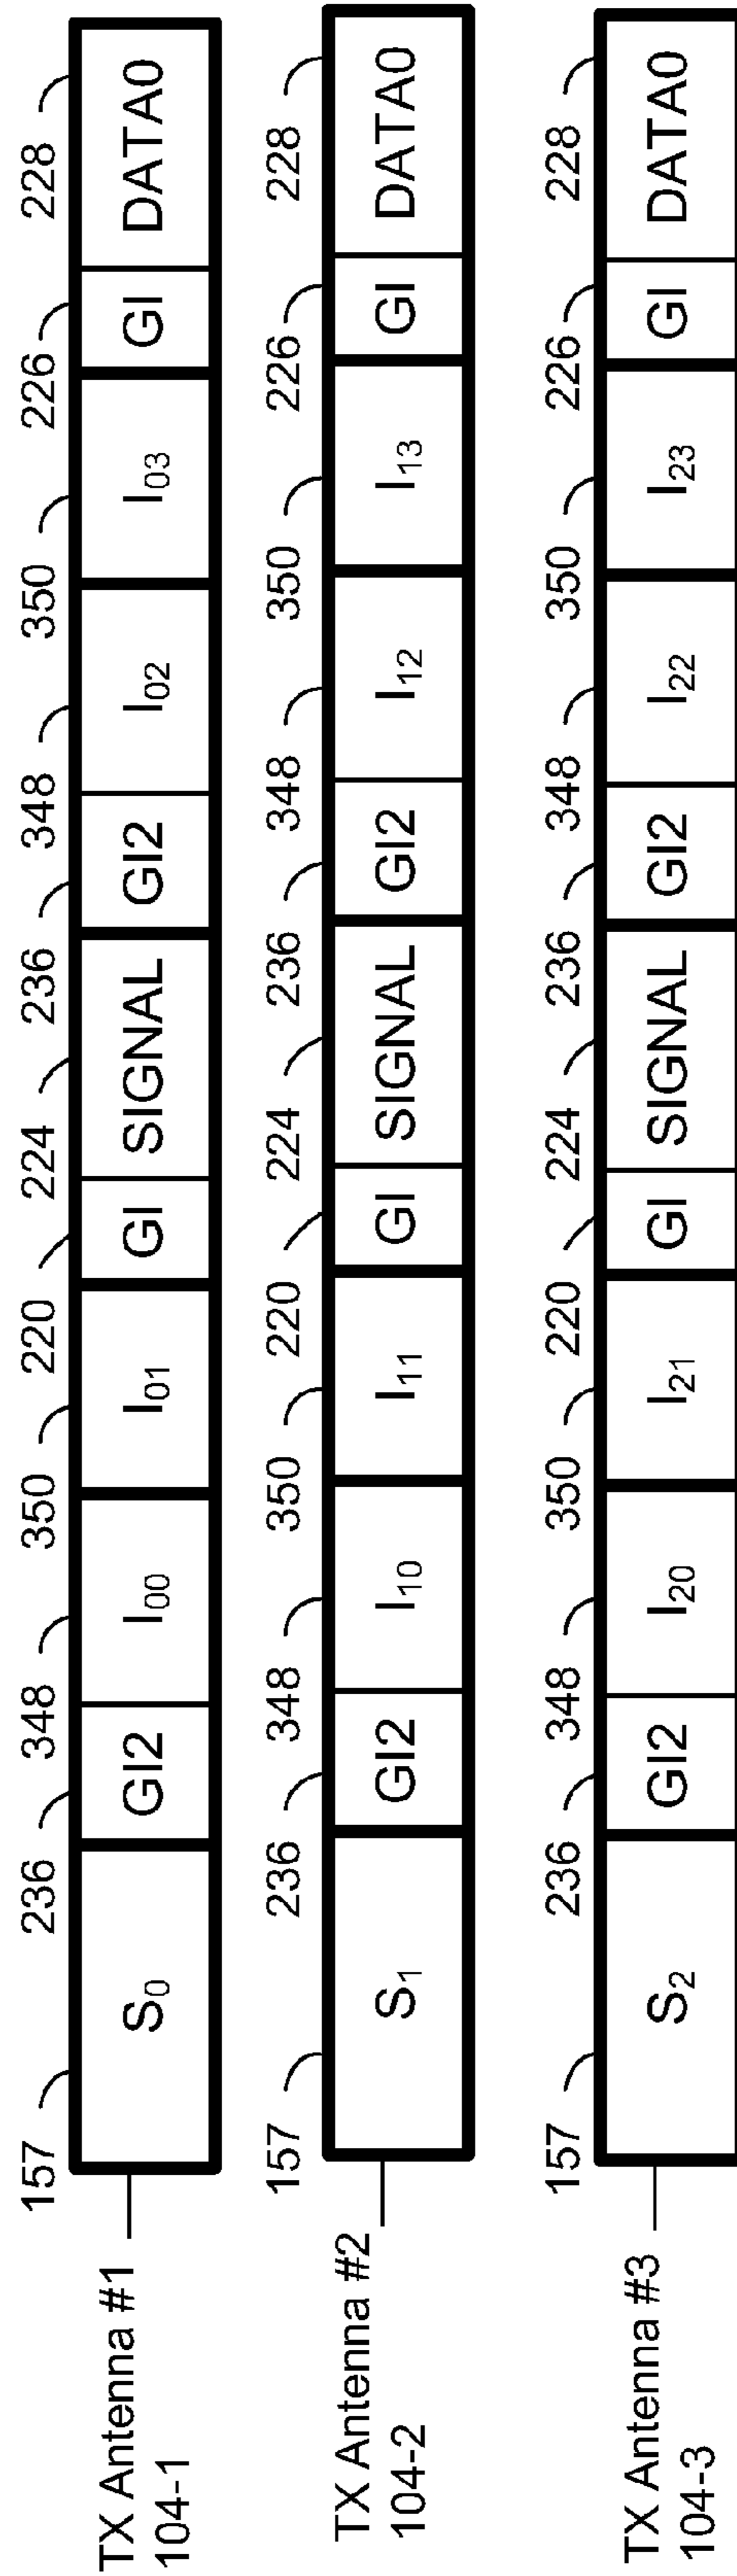 157 236 348 350 220 224 236 348 350 226 228
TX Antenna #1
104-1
S0 GI2 I00 I01 GI SIGNAL GI2 I02 I03 GI DATA0
157 236 348 350 220 224 236 348 350 226 228
TX Antenna #2
104-2
S1 GI2 I10 I11 GI SIGNAL GI2 I12 I13 GI DATA0
157 236 348 350 220 224 236 348 350 226 228
TX Antenna #3
104-3
S2 GI2 I20 I21 GI SIGNAL GI2 I22 I23 GI DATA0